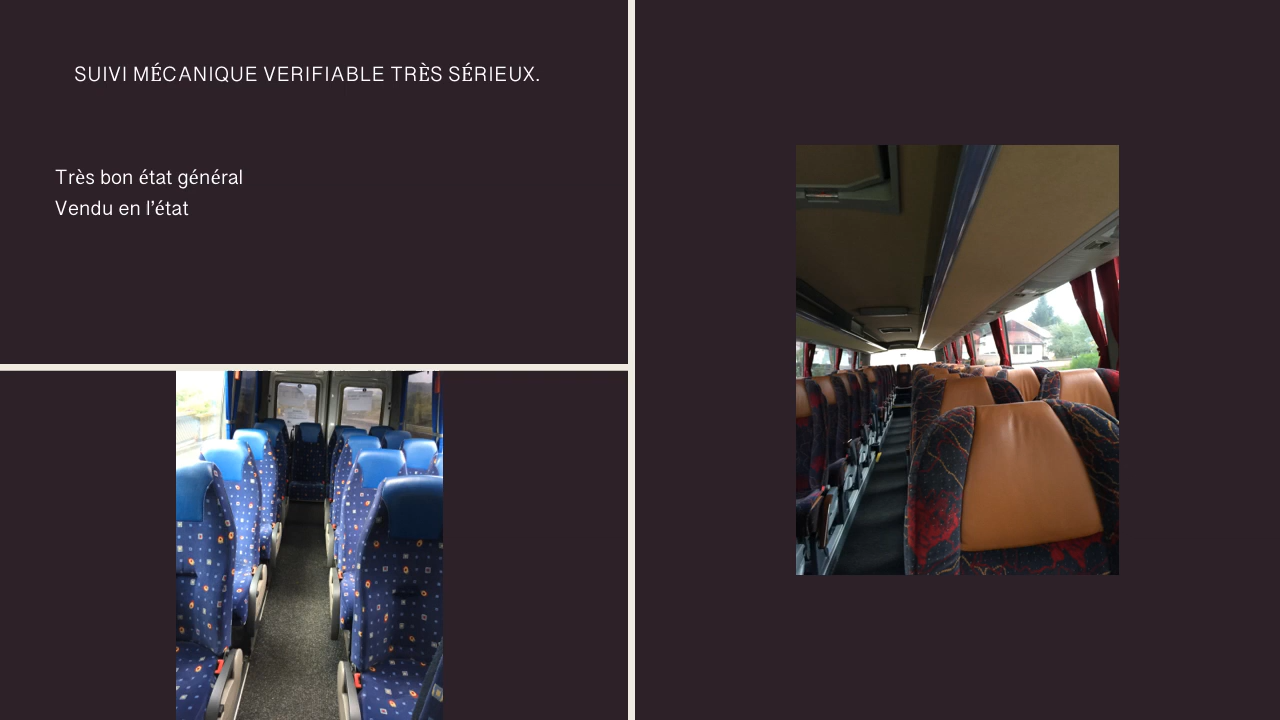 SUIVI MÉCANIQUE VERIFIABLE TRÈS SÉRIEUX.
Très bon état général
Vendu en l’état